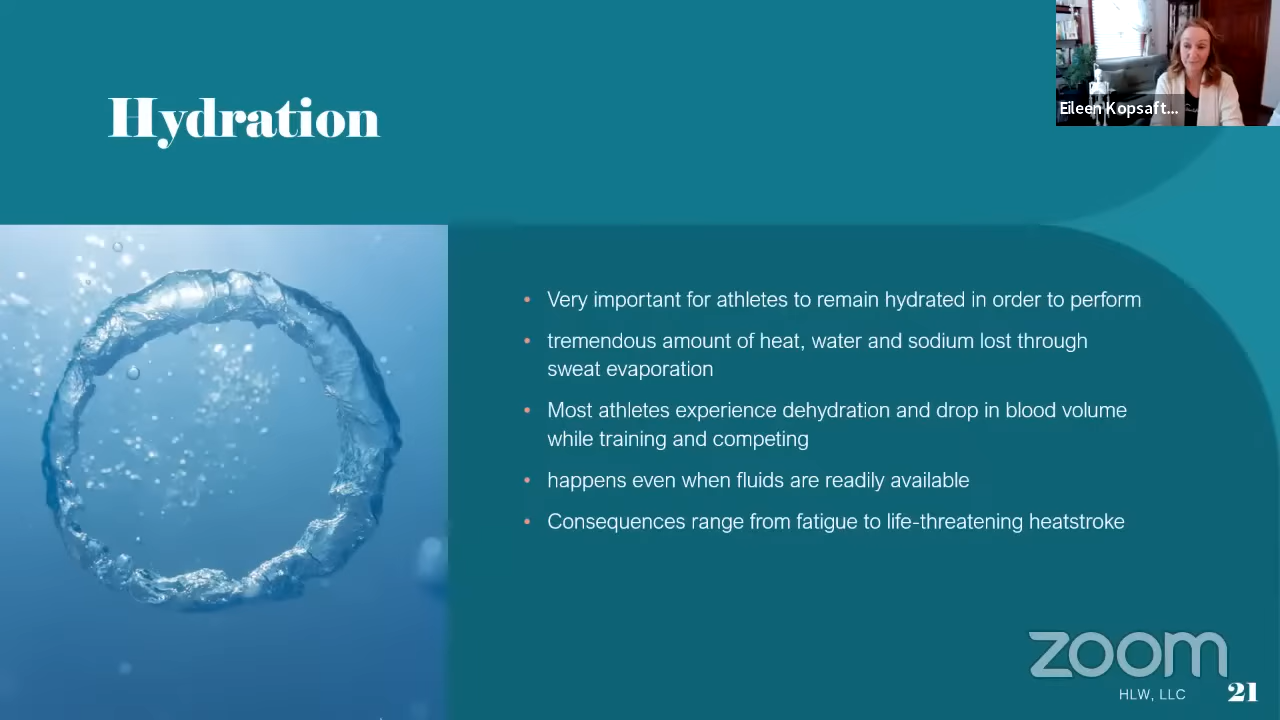 Hydration
Eileen Kopsaft...
• Very important for athletes to remain hydrated in order to perform
• tremendous amount of heat, water and sodium lost through
sweat evaporation
• Most athletes experience dehydration and drop in blood volume
while training and competing
• happens even when fluids are readily available
• Consequences range from fatigue to life-threatening heatstroke
zoom
HLW, LLC
21